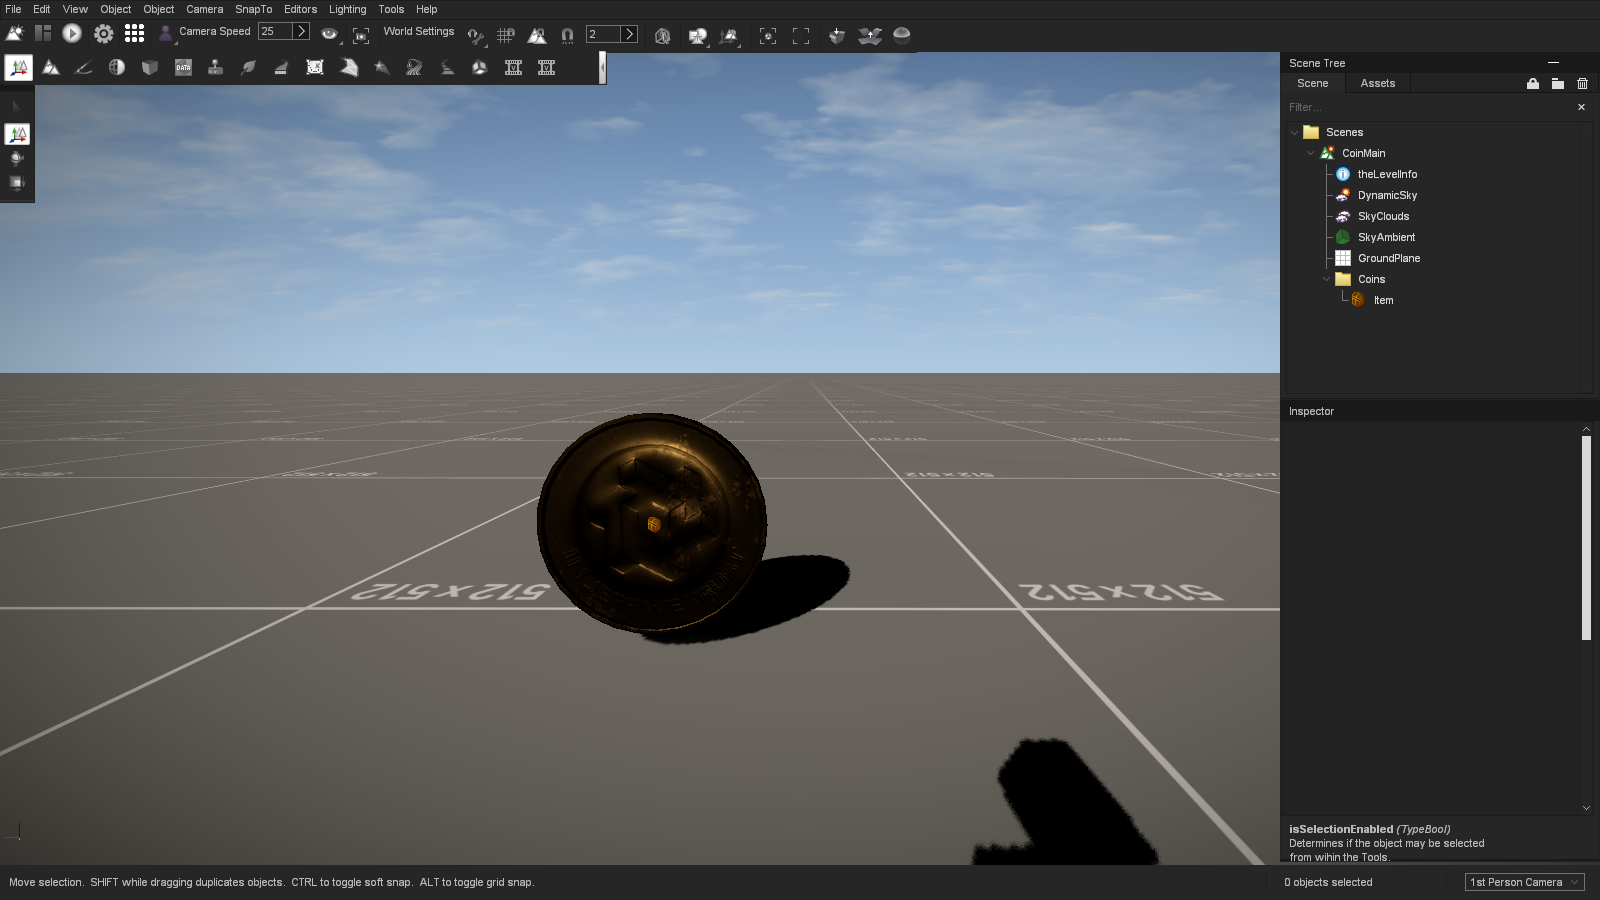 File Edit View Object Object Camera SnapTo Editors Lighting Tools Help
Camera Speed 25 World Settings 2
DATA
Scene Tree
Scene Assets
Filter...
Scenes
CoinMain
theLevelInfo
DynamicSky
SkyClouds
SkyAmbient
GroundPlane
Coins
Item
512x512 512x512
Inspector
isSelectionEnabled (TypeBool)
Determines if the object may be selected
from wihin the Tools.
Move selection. SHIFT while dragging duplicates objects. CTRL to toggle soft snap. ALT to toggle grid snap.
0 objects selected
1st Person Camera